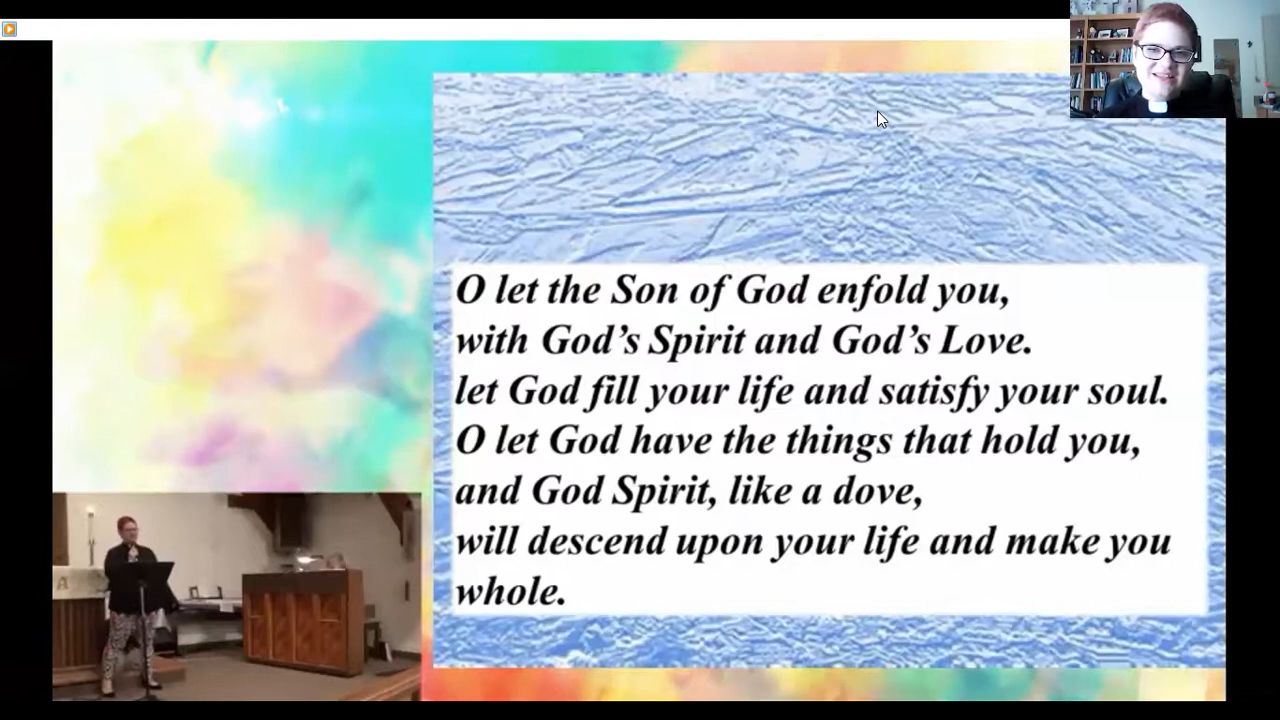 O let the Son of God enfold you,
with God's Spirit and God's Love.
let God fill your life and satisfy your soul.
O let God have the things that hold you,
and God Spirit, like a dove,
will descend upon your life and make you
whole.